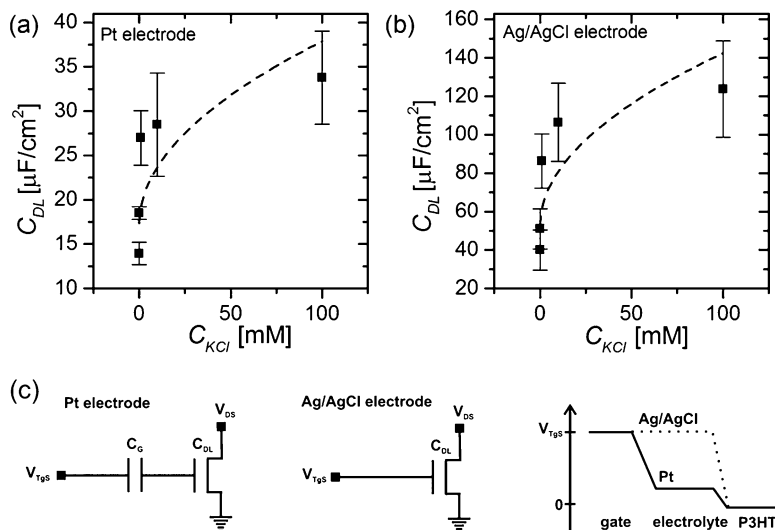 (a)
Pt electrode
40
35
30
25
20
15
10
C_DL [µF/cm²]
0
50
100
C_KCl [mM]
(b)
Ag/AgCl electrode
160
140
120
100
80
60
40
20
C_DL [µF/cm²]
0
50
100
C_KCl [mM]
(c)
Pt electrode
V_DS
C_G
C_DL
V_TgS
Ag/AgCl electrode
V_DS
C_DL
V_TgS
V_TgS
Ag/AgCl
Pt
0
gate electrolyte P3HT